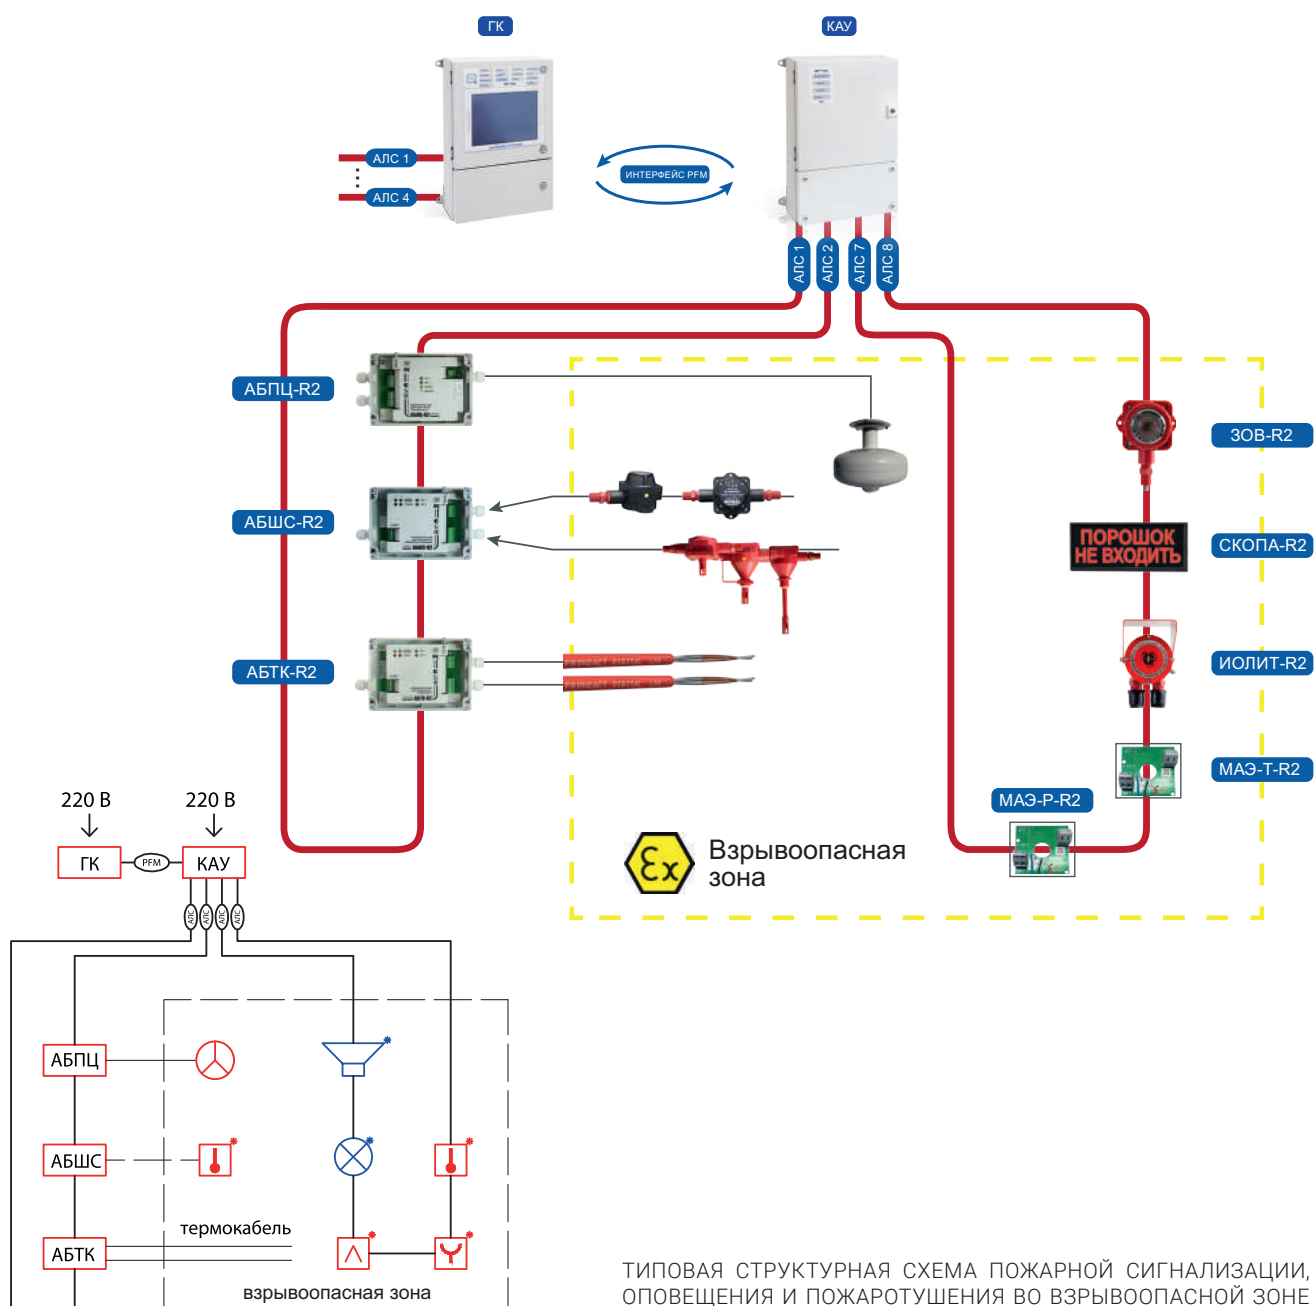 ГК
КАУ
АЛС 1
АЛС 4
ИНТЕРФЕЙС PFM
АЛС 1
АЛС 2
АЛС 7
АЛС 8
АБПЦ-R2
ЗОВ-R2
АБШС-R2
ПОРОШОК
НЕ ВХОДИТЬ
СКОПА-R2
АБТК-R2
ИОЛИТ-R2
МАЭ-Т-R2
МАЭ-Р-R2
Ex
Взрывоопасная
зона
220 В
220 В
ГК
PFM
КАУ
АЛС
АЛС
АЛС
АЛС
АБПЦ
АБШС
термокабель
АБТК
взрывоопасная зона
ТИПОВАЯ СТРУКТУРНАЯ СХЕМА ПОЖАРНОЙ СИГНАЛИЗАЦИИ,
ОПОВЕЩЕНИЯ И ПОЖАРОТУШЕНИЯ ВО ВЗРЫВООПАСНОЙ ЗОНЕ